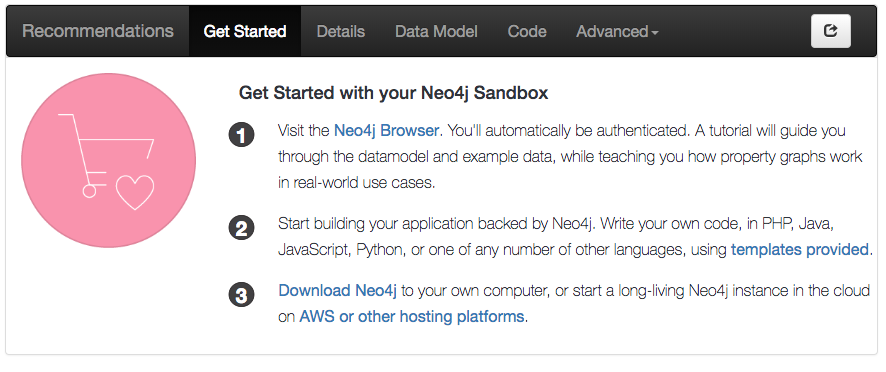 Recommendations Get Started Details Data Model Code Advanced
Get Started with your Neo4j Sandbox
1 Visit the Neo4j Browser. You'll automatically be authenticated. A tutorial will guide you
through the datamodel and example data, while teaching you how property graphs work
in real-world use cases.
2 Start building your application backed by Neo4j. Write your own code, in PHP, Java,
JavaScript, Python, or one of any number of other languages, using templates provided.
3 Download Neo4j to your own computer, or start a long-living Neo4j instance in the cloud
on AWS or other hosting platforms.